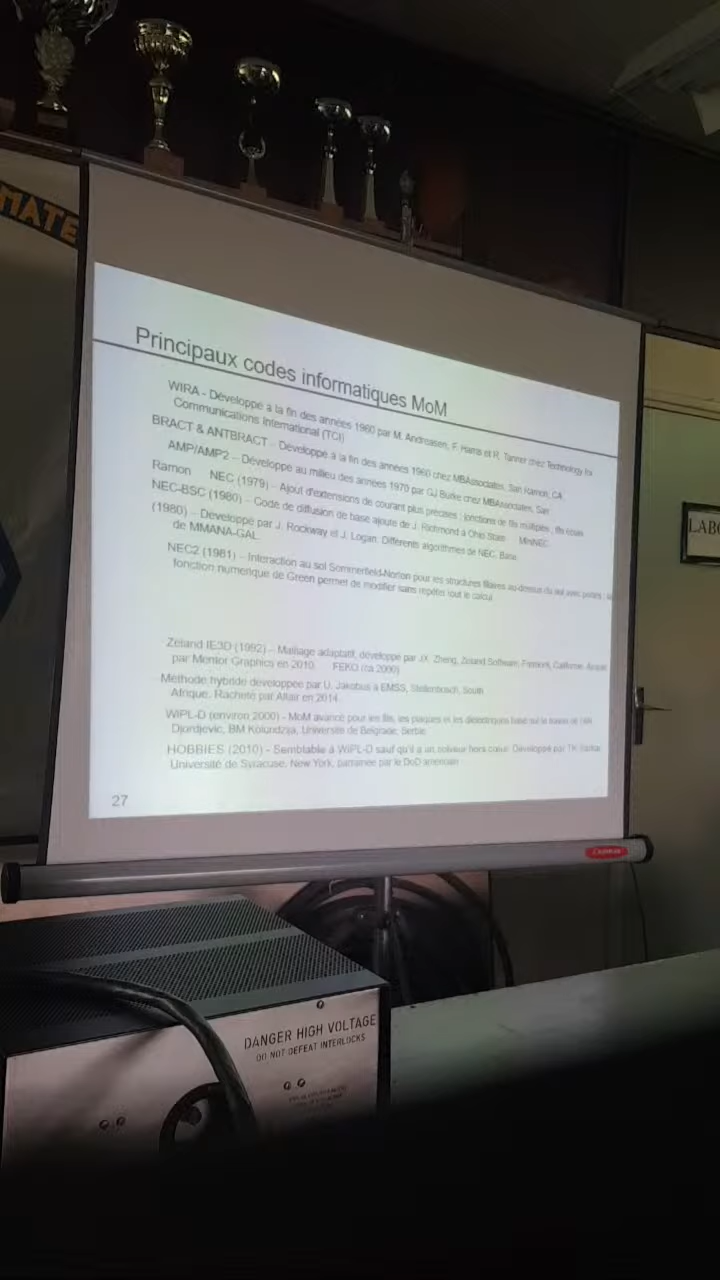 MATE
Principaux codes informatiques MoM
WIRA - Développé à la fin des années 1960 par M. Andreasen, F. Harris et R. Tanner chez Technology for
Communications International (TCI)
BRACT & ANTBRACT - Développé à la fin des années 1960 chez MBAssociates, San Ramon, CA
AMP/AMP2 - Développé au milieu des années 1970 par GJ Burke chez MBAssociates, San
Ramon NEC (1979) - Ajout d'extensions de courant plus précises ; jonctions de fils multiples, fils
NEC-BSC (1980) - Code de diffusion de base ajouté de J. Richmond à Ohio State MiniNEC
(1980) - Développé par J. Rockway et J. Logan. Différents algorithmes de NEC. Base
de MMANA-GAL
NEC2 (1981) - Interaction au sol Sommerfield-Norton pour les structures filaires au-dessus du sol avec pertes ; la
fonction numérique de Green permet de modifier sans répéter tout le calcul
Zeland IE3D (1992) - Maillage adaptatif, développé par JX. Zheng, Zeland Software, Fremont, Californie.
par Mentor Graphics en 2010. FEKO (ca 2000)
Méthode hybride développée par U. Jakobus à EMSS, Stellenbosch, South
Afrique. Racheté par Altair en 2014.
WIPL-D (environ 2000) - MoM avancé pour les fils, les plaques et les diélectriques basé sur le travail de
Djordjevic, BM Kolundzija, Université de Belgrade, Serbie
HOBBIES (2010) - Semblable à WIPL-D sauf qu'il a un solveur hors cœur. Développé par TK Sarkar,
Université de Syracuse, New York, parrainée par le DoD américain
27
LABO
DANGER HIGH VOLTAGE
DO NOT DEFEAT INTERLOCKS